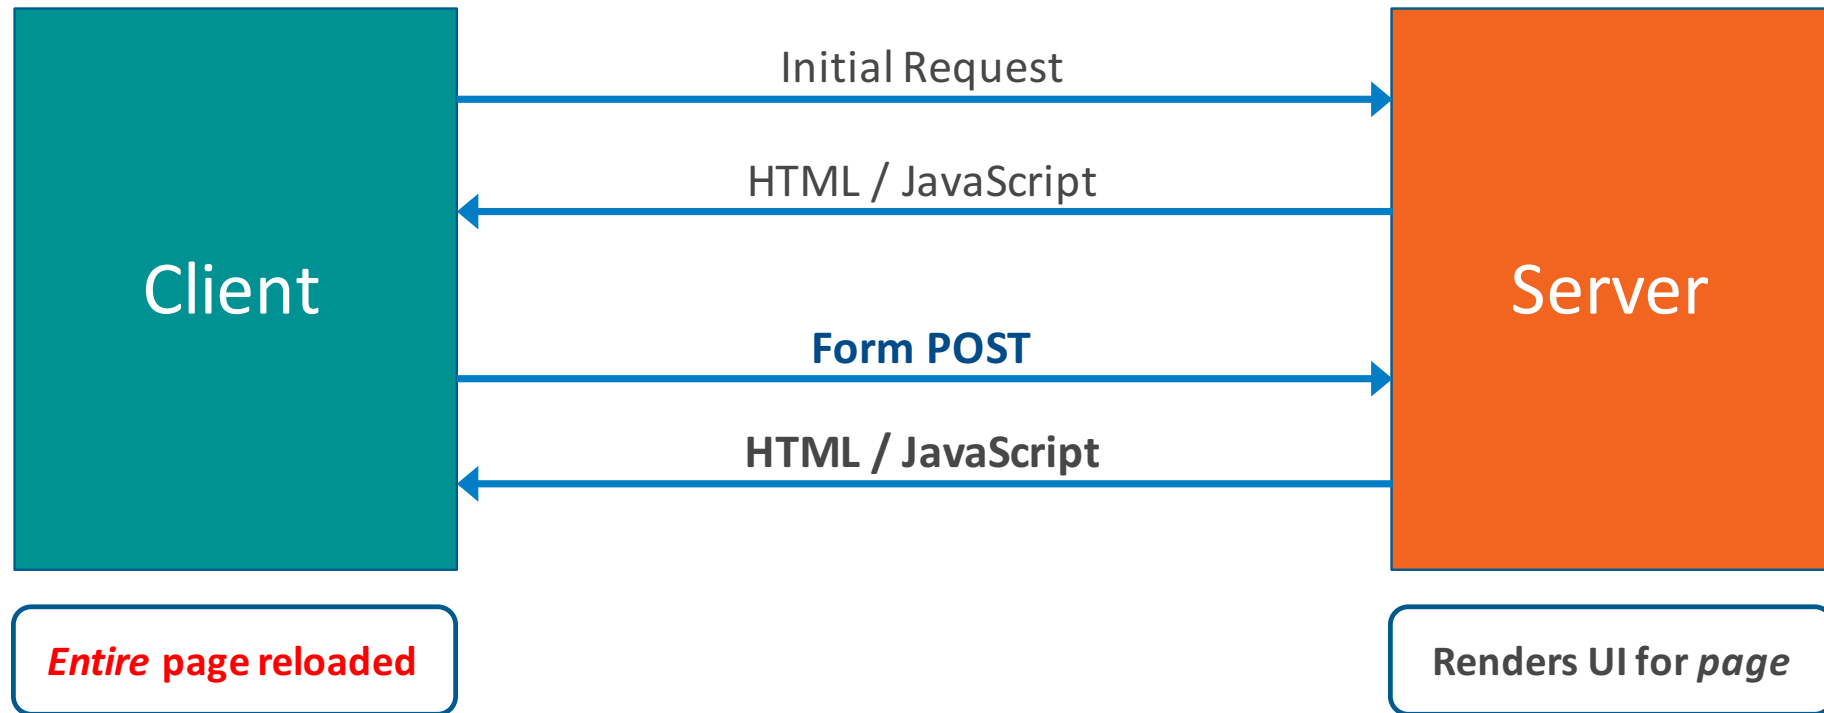 Initial Request
HTML / JavaScript
Client
Server
Form POST
HTML / JavaScript
Entire page reloaded
Renders UI for page